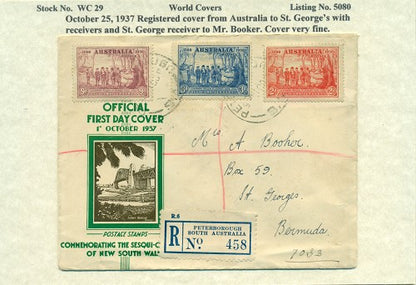 Stock No. WC 29 World Covers Listing No. 5080
October 25, 1937 Registered cover from Australia to St. George's with
receivers and St. George receiver to Mr. Booker. Cover very fine.
AUSTRALIA AUSTRALIA AUSTRALIA
OFFICIAL
FIRST DAY COVER
1ST OCTOBER 1937
POSTAGE STAMPS
COMMEMORATING THE SESQUI-C
OF NEW SOUTH WAL
A Booker
Box 59.
St. Georges
Bermuda.
7083
R.6
R PETERBOROUGH
SOUTH AUSTRALIA
No 458